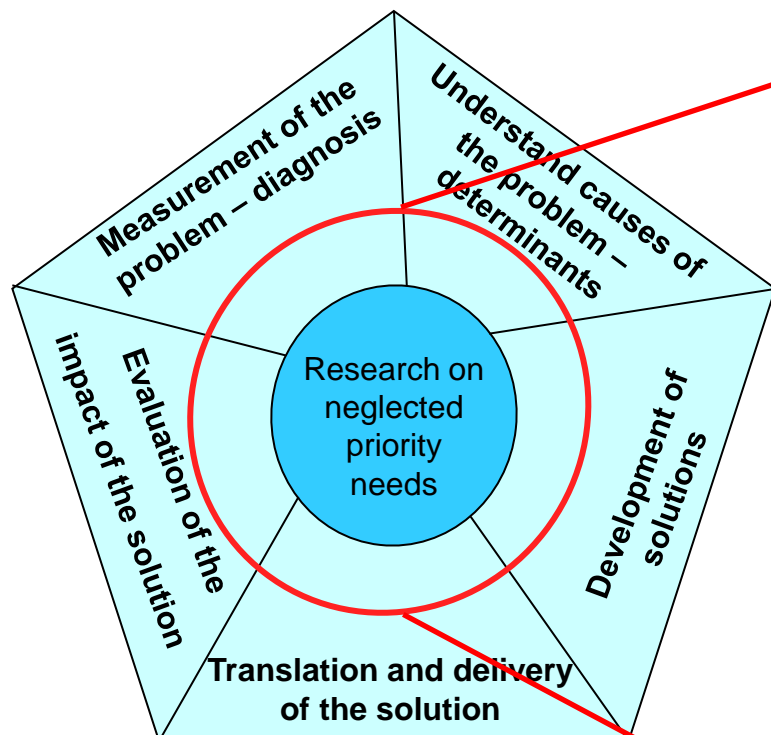 Measurement of the
problem – diagnosis
Understand causes of
the problem –
determinants
Research on
neglected
priority
needs
Evaluation of the
impact of the solution
Development of
solutions
Translation and delivery
of the solution